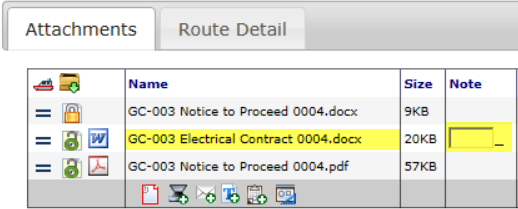 Attachments Route Detail
Name Size Note
GC-003 Notice to Proceed 0004.docx 9KB
GC-003 Electrical Contract 0004.docx 20KB
GC-003 Notice to Proceed 0004.pdf 57KB